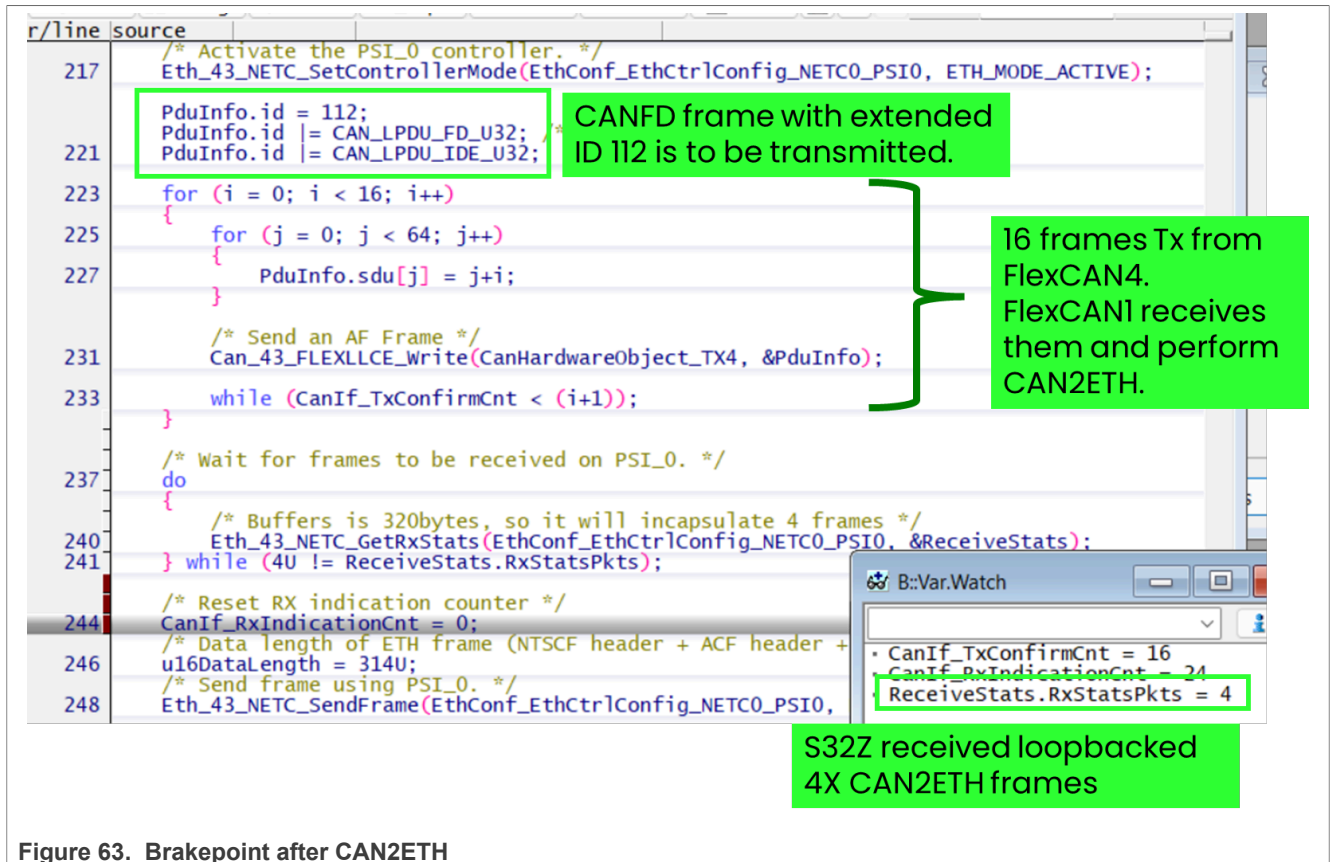 r/line source
/* Activate the PSI_0 controller. */
217 Eth_43_NETC_SetControllerMode(EthConf_EthCtrlConfig_NETC0_PSI0, ETH_MODE_ACTIVE);
PduInfo.id = 112;
PduInfo.id |= CAN_LPDU_FD_U32; /*
221 PduInfo.id |= CAN_LPDU_IDE_U32;
CANFD frame with extended
ID 112 is to be transmitted.
223 for (i = 0; i < 16; i++)
{
225 for (j = 0; j < 64; j++)
{
227 PduInfo.sdu[j] = j+i;
}
/* Send an AF Frame */
231 Can_43_FLEXLLCE_Write(CanHardwareObject_TX4, &PduInfo);
233 while (CanIf_TxConfirmCnt < (i+1));
}
16 frames Tx from
FlexCAN4.
FlexCAN1 receives
them and perform
CAN2ETH.
/* Wait for frames to be received on PSI_0. */
237 do
{
/* Buffers is 320bytes, so it will incapsulate 4 frames */
240 Eth_43_NETC_GetRxStats(EthConf_EthCtrlConfig_NETC0_PSI0, &ReceiveStats);
241 } while (4U != ReceiveStats.RxStatsPkts);
/* Reset RX indication counter */
244 CanIf_RxIndicationCnt = 0;
/* Data length of ETH frame (NTSCF header + ACF header +
246 u16DataLength = 314U;
/* Send frame using PSI_0. */
248 Eth_43_NETC_SendFrame(EthConf_EthCtrlConfig_NETC0_PSI0,
B::Var.Watch
CanIf_TxConfirmCnt = 16
CanIf_RxIndicationCnt = 24
ReceiveStats.RxStatsPkts = 4
S32Z received loopbacked
4X CAN2ETH frames
Figure 63. Brakepoint after CAN2ETH